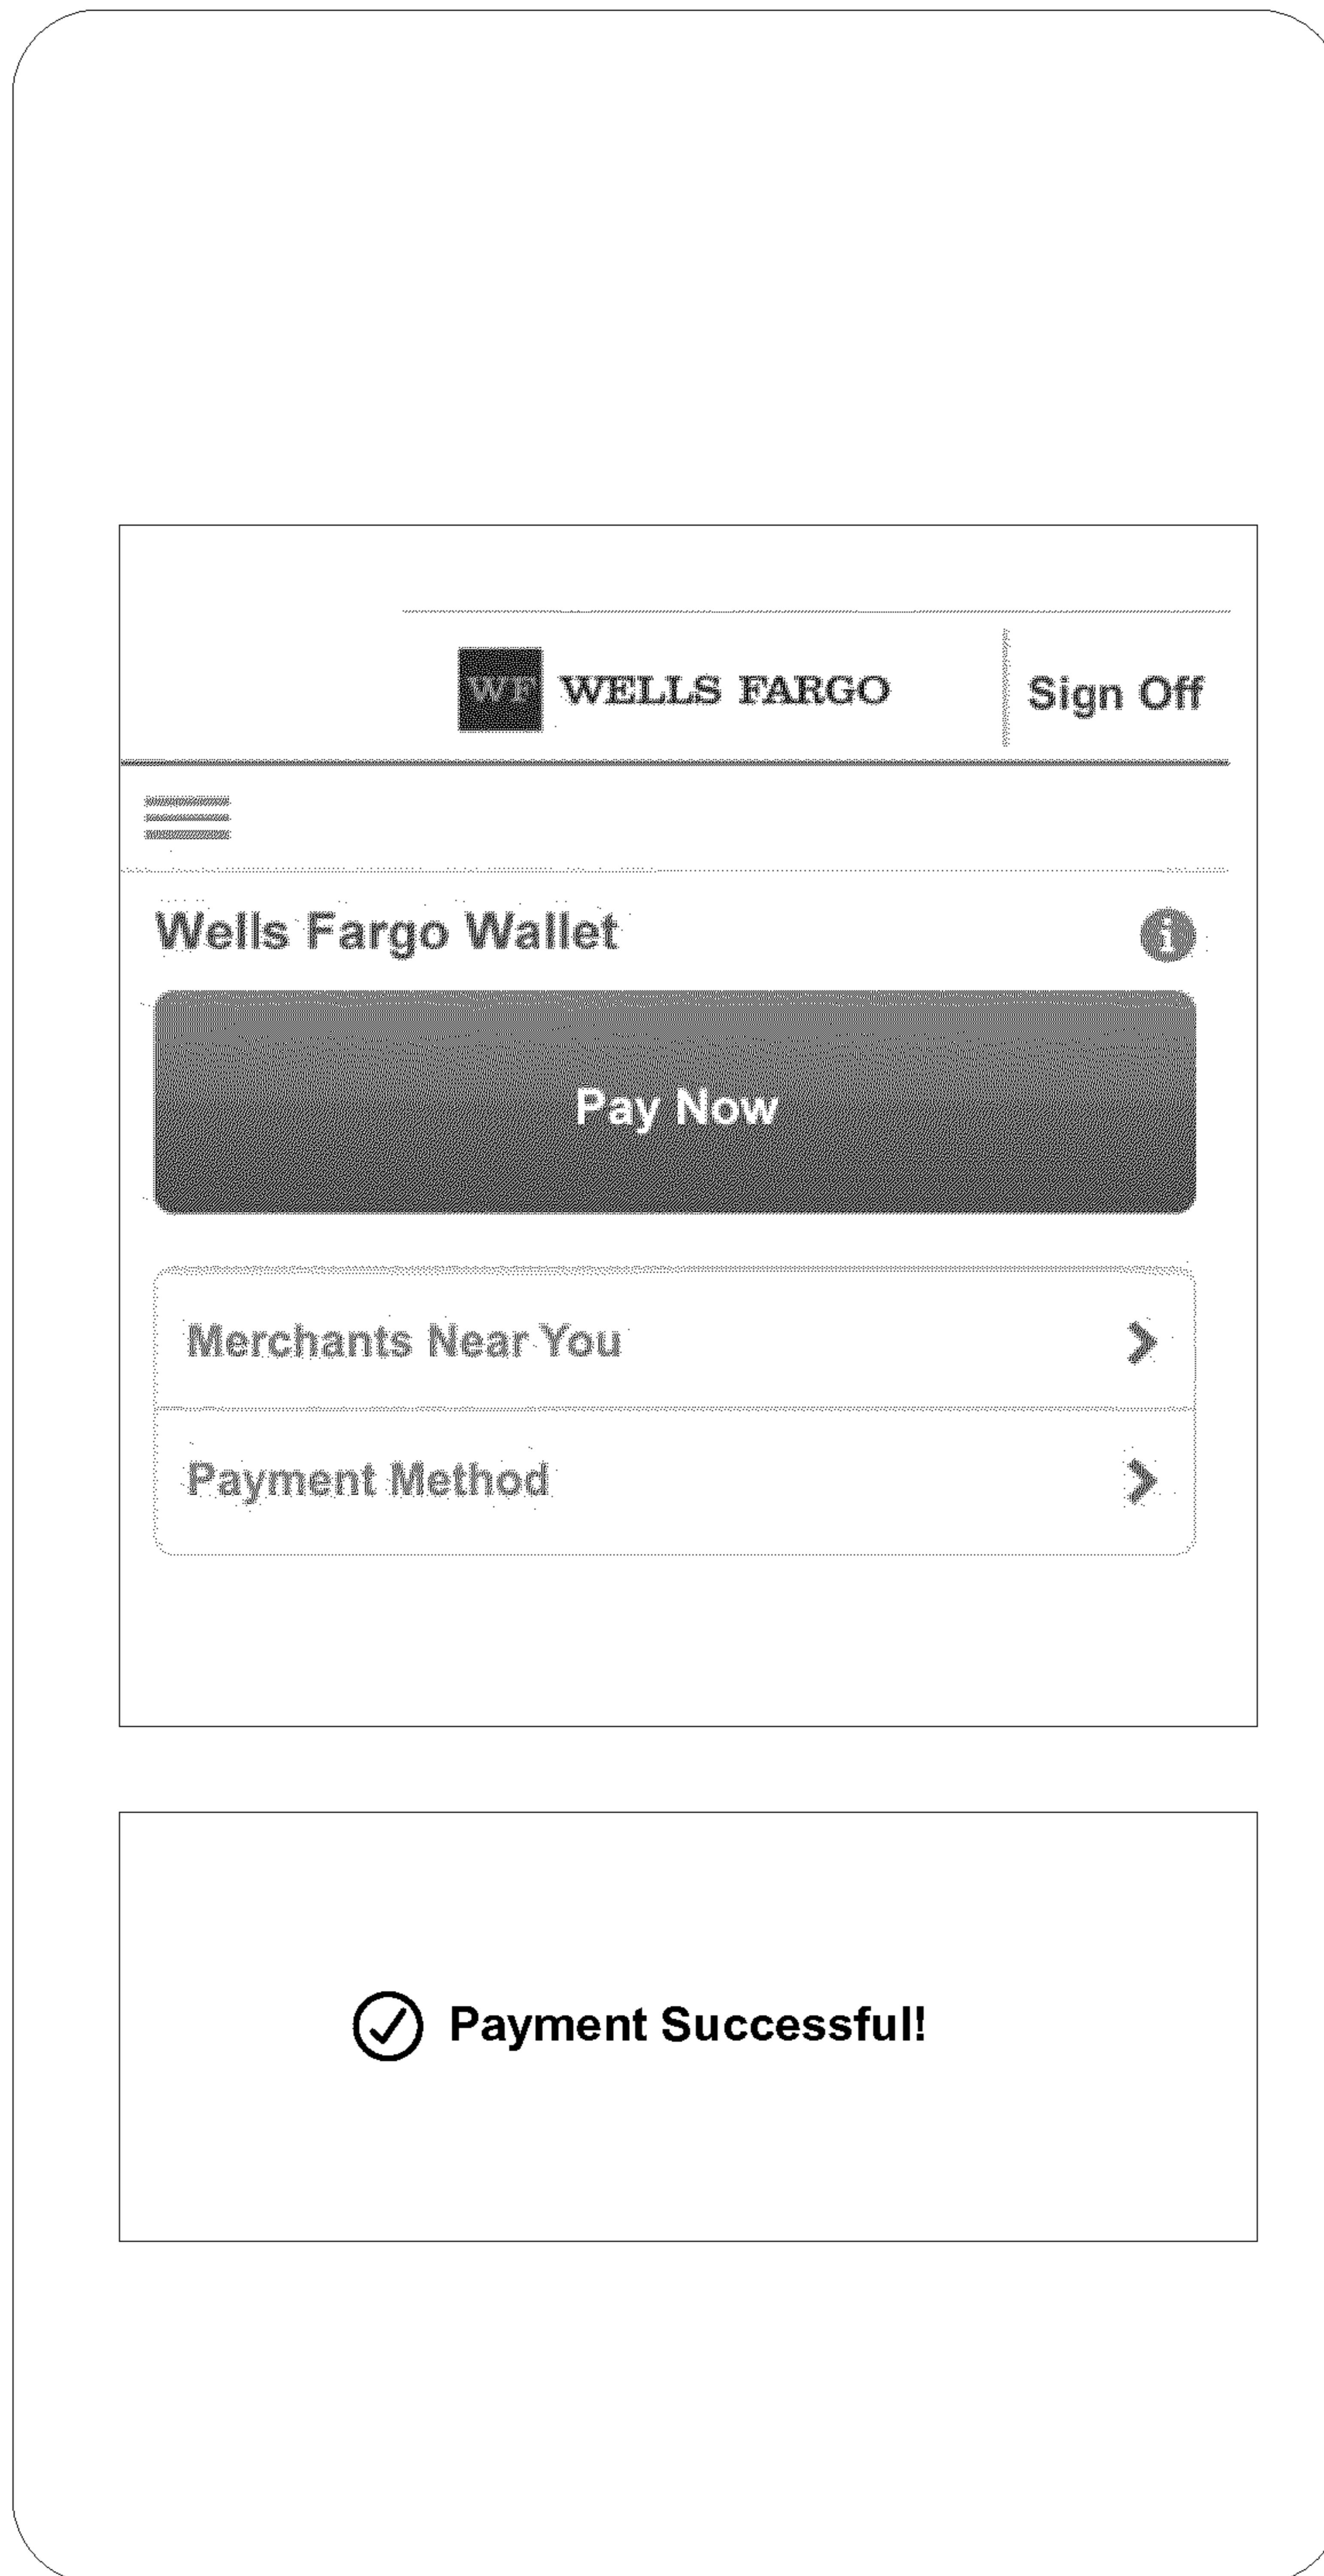 WF WELLS FARGO Sign Off
Wells Fargo Wallet i
Pay Now
Merchants Near You
Payment Method
Payment Successful!